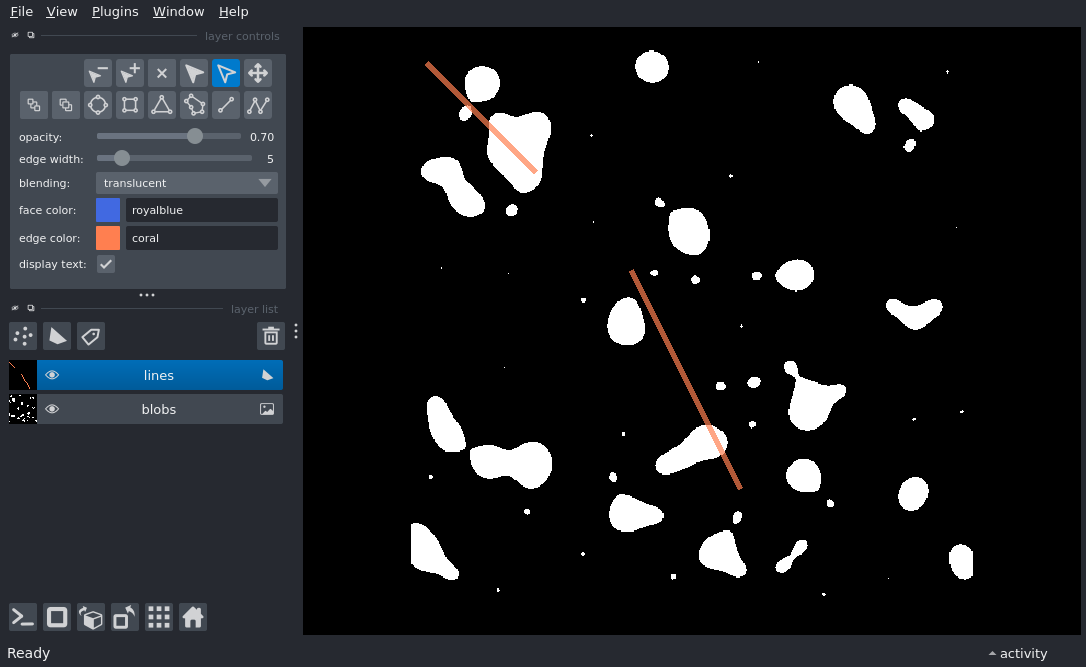 File View Plugins Window Help
layer controls
opacity: 0.70
edge width: 5
blending: translucent
face color: royalblue
edge color: coral
display text:
layer list
lines
blobs
Ready
activity